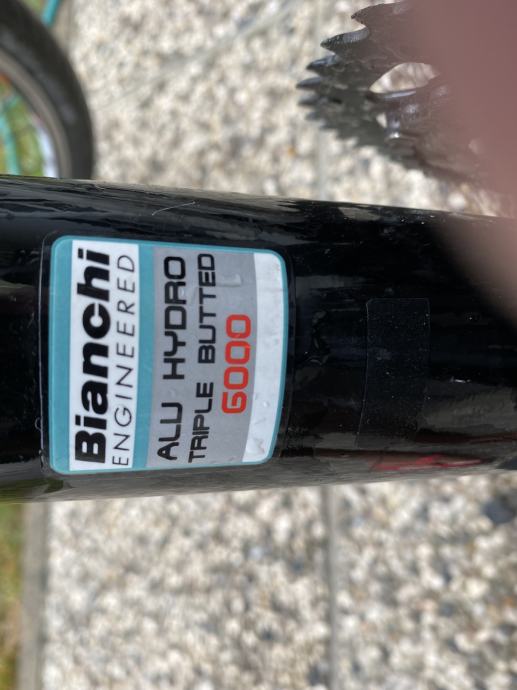 Bianchi
ENGINEERED
ALU HYDRO
TRIPLE BUTTED
6000